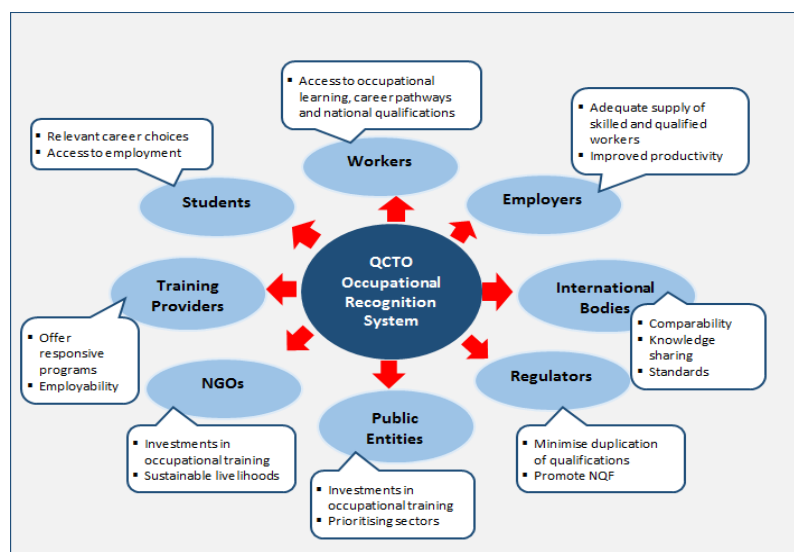 ▪ Access to occupational
learning, career pathways
and national qualifications
Workers
▪ Adequate supply of
skilled and qualified
workers
▪ Improved productivity
Employers
▪ Relevant career choices
▪ Access to employment
Students
QCTO
Occupational
Recognition
System
Training
Providers
▪ Offer
responsive
programs
▪ Employability
International
Bodies
▪ Comparability
▪ Knowledge
sharing
▪ Standards
NGOs
▪ Investments in
occupational training
▪ Sustainable livelihoods
Public
Entities
▪ Investments in
occupational training
▪ Prioritising sectors
Regulators
▪ Minimise duplication
of qualifications
▪ Promote NQF